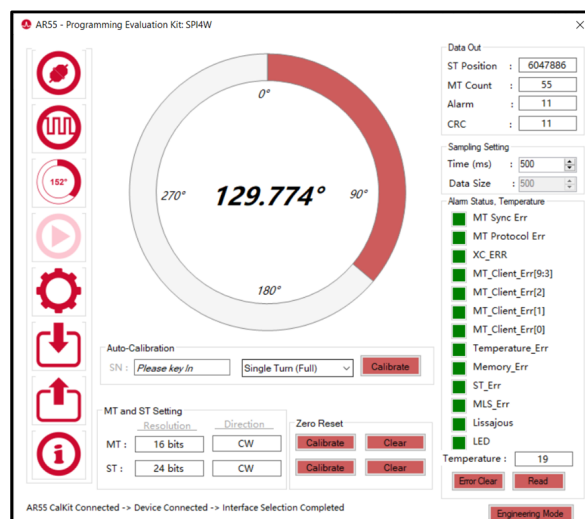 AR55 - Programming Evaluation Kit: SPI4W
152°
0°
90°
180°
270°
129.774°
Auto-Calibration
SN : Please key In
Single Turn (Full)
Calibrate
MT and ST Setting
Resolution Direction
MT : 16 bits CW
ST : 24 bits CW
Zero Reset
Calibrate Clear
Calibrate Clear
Data Out
ST Position : 6047886
MT Count : 55
Alarm : 11
CRC : 11
Sampling Setting
Time (ms) : 500
Data Size : 500
Alarm Status, Temperature
MT Sync Err
MT Protocol Err
XC_ERR
MT_Client_Err[9:3]
MT_Client_Err[2]
MT_Client_Err[1]
MT_Client_Err[0]
Temperature_Err
Memory_Err
ST_Err
MLS_Err
Lissajous
LED
Temperature : 19
Error Clear Read
Engineering Mode
AR55 CalKit Connected -> Device Connected -> Interface Selection Completed